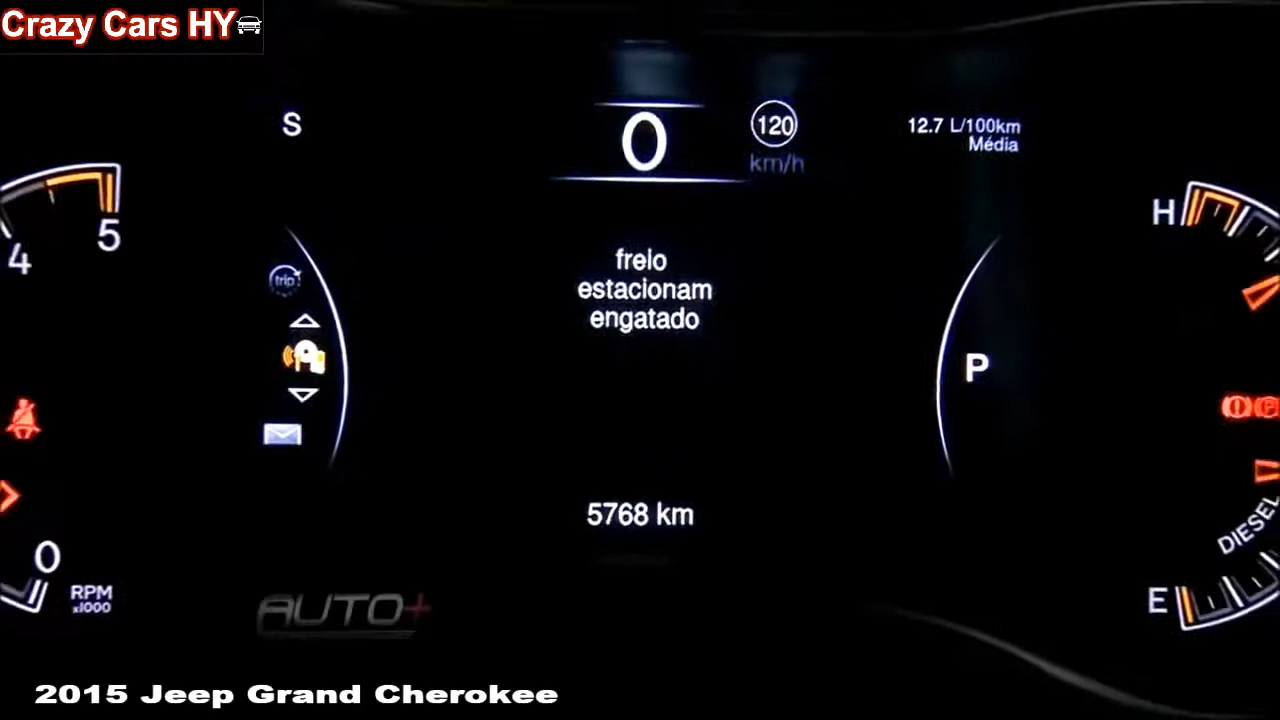 Crazy Cars HY
S
0
120
km/h
12.7 L/100km
Média
5
4
H
trip
freio
estacionam
engatado
P
5768 km
0
RPM
x1000
DIESEL
E
AUTO+
2015 Jeep Grand Cherokee